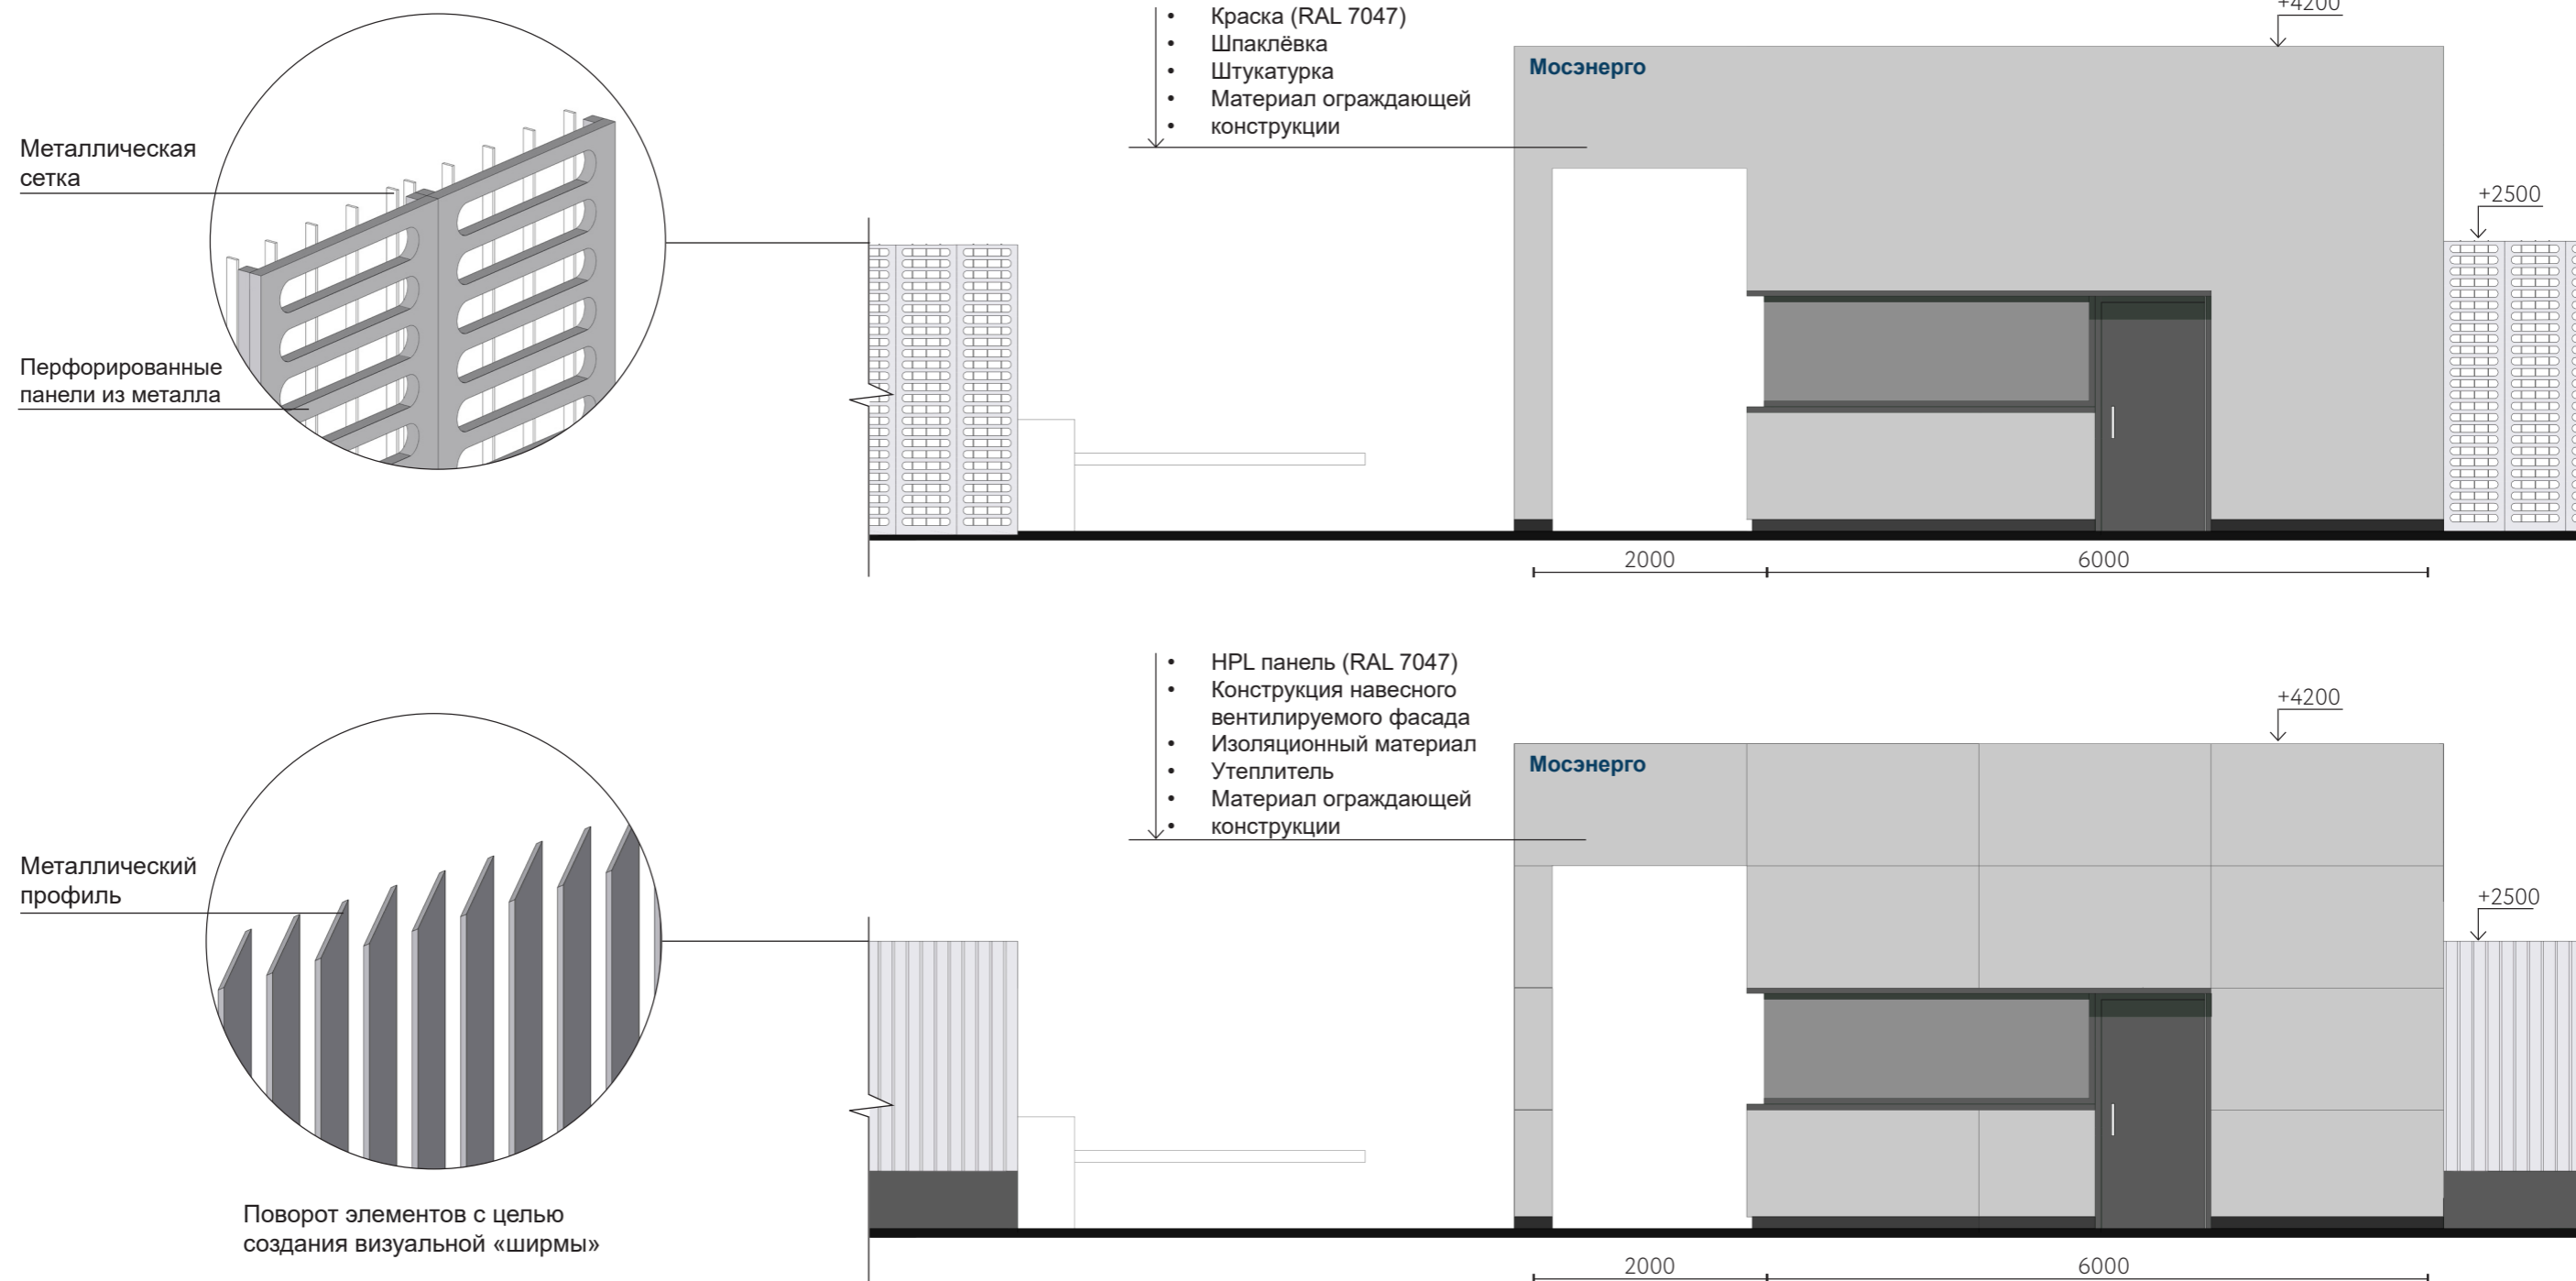 +4200
• Краска (RAL 7047)
• Шпаклёвка
• Штукатурка
• Материал ограждающей
• конструкции
Мосэнерго
Металлическая
сетка
+2500
Перфорированные
панели из металла
2000
6000
• HPL панель (RAL 7047)
• Конструкция навесного
вентилируемого фасада
• Изоляционный материал
• Утеплитель
• Материал ограждающей
• конструкции
+4200
Мосэнерго
Металлический
профиль
+2500
Поворот элементов с целью
создания визуальной «ширмы»
2000
6000